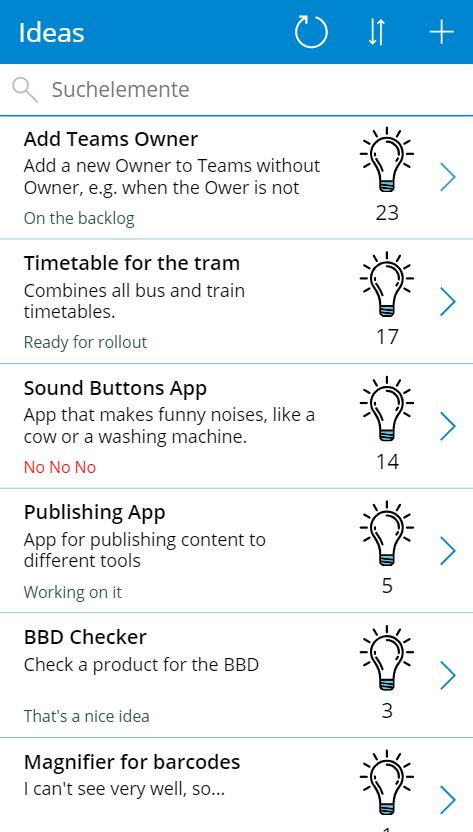 Ideas
Suchelemente
Add Teams Owner
Add a new Owner to Teams without
Owner, e.g. when the Ower is not
On the backlog
23
Timetable for the tram
Combines all bus and train
timetables.
Ready for rollout
17
Sound Buttons App
App that makes funny noises, like a
cow or a washing machine.
No No No
14
Publishing App
App for publishing content to
different tools
Working on it
5
BBD Checker
Check a product for the BBD
That's a nice idea
3
Magnifier for barcodes
I can't see very well, so...